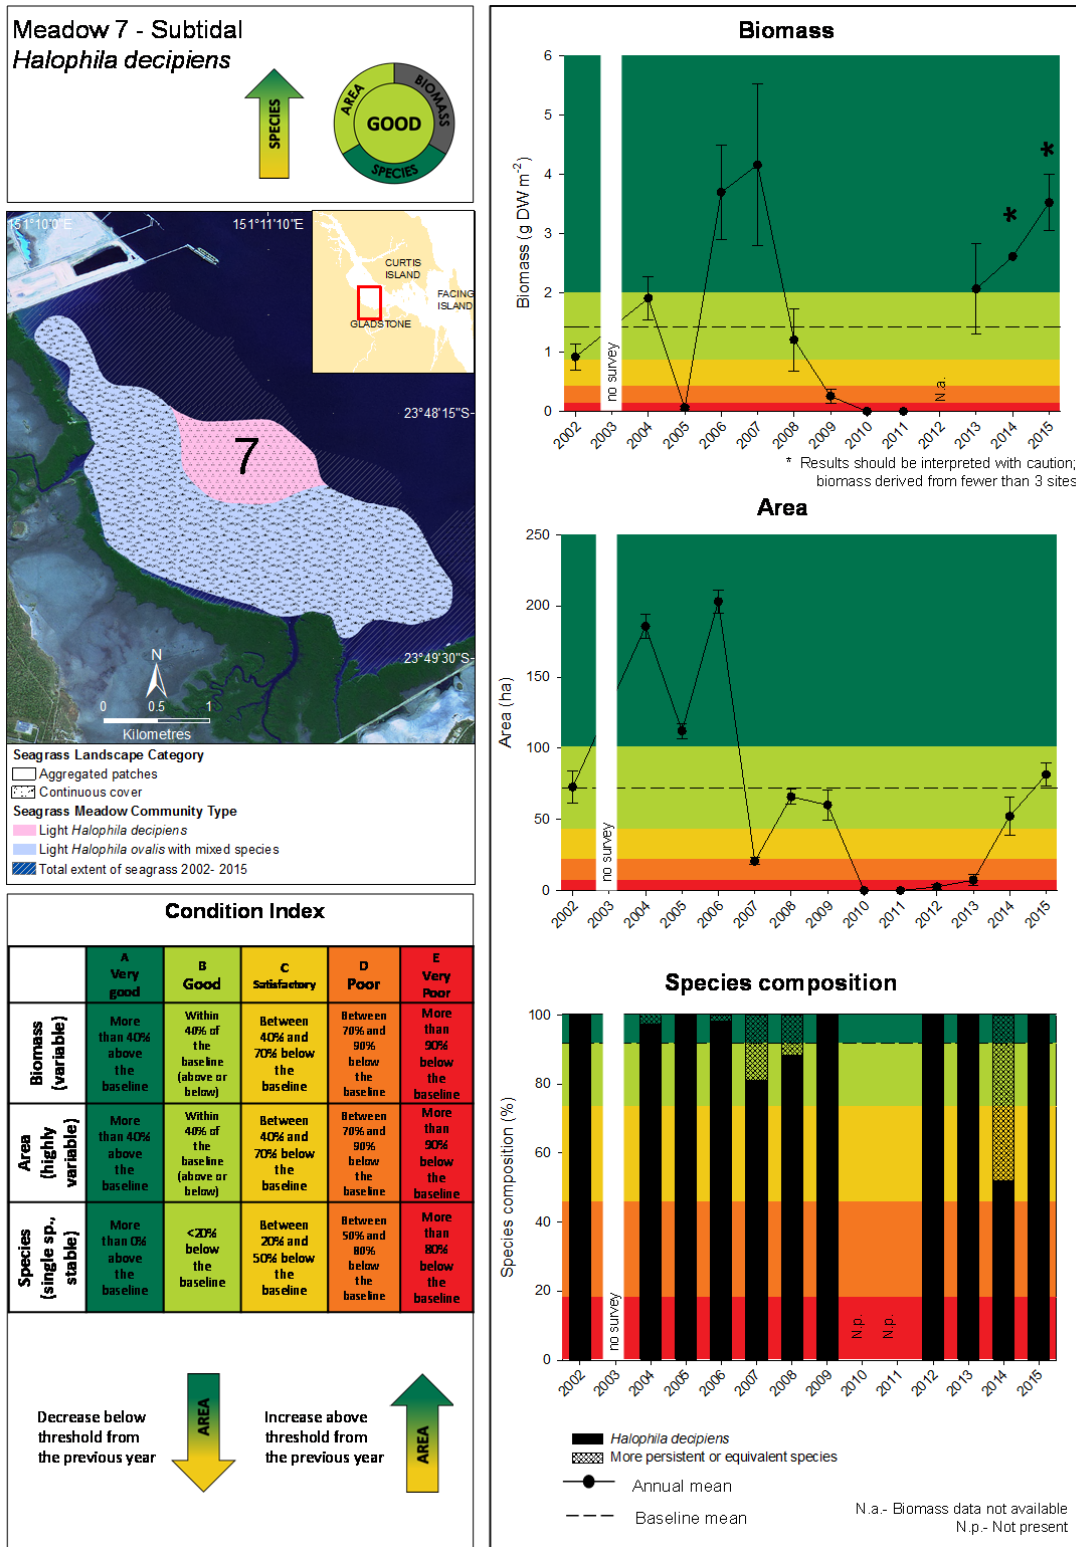 Meadow 7 - Subtidal
Halophila decipiens
SPECIES
AREA
BIOMASS
GOOD
SPECIES
151°10'0"E
151°11'10"E
CURTIS
ISLAND
FACING
ISLAND
GLADSTONE
23°48'15"S
7
23°49'30"S
N
0 0.5 1
Kilometres
Seagrass Landscape Category
Aggregated patches
Continuous cover
Seagrass Meadow Community Type
Light Halophila decipiens
Light Halophila ovalis with mixed species
Total extent of seagrass 2002- 2015
Condition Index
A
Very
good
B
Good
C
Satisfactory
D
Poor
E
Very
Poor
Biomass
(variable)
More
than 40%
above
the
baseline
Within
40% of
the
baseline
(above or
below)
Between
40% and
70% below
the
baseline
Between
70% and
90%
below
the
baseline
More
than
90%
below
the
baseline
Area
(highly
variable)
More
than 40%
above
the
baseline
Within
40% of
the
baseline
(above or
below)
Between
40% and
70% below
the
baseline
Between
70% and
90%
below
the
baseline
More
than
90%
below
the
baseline
Species
(single sp.,
stable)
More
than 0%
above
the
baseline
<20%
below
the
baseline
Between
20% and
50% below
the
baseline
Between
50% and
80%
below
the
baseline
More
than
80%
below
the
baseline
Decrease below
threshold from
the previous year
AREA
Increase above
threshold from
the previous year
AREA
Biomass
Biomass (g DW m-2)
6
5
4
3
2
1
0
no survey
N.a.
*
*
2002 2003 2004 2005 2006 2007 2008 2009 2010 2011 2012 2013 2014 2015
* Results should be interpreted with caution;
biomass derived from fewer than 3 sites
Area
Area (ha)
250
200
150
100
50
0
no survey
2002 2003 2004 2005 2006 2007 2008 2009 2010 2011 2012 2013 2014 2015
Species composition
Species composition (%)
100
80
60
40
20
0
no survey
N.p.
N.p.
2002 2003 2004 2005 2006 2007 2008 2009 2010 2011 2012 2013 2014 2015
Halophila decipiens
More persistent or equivalent species
Annual mean
Baseline mean
N.a.- Biomass data not available
N.p.- Not present